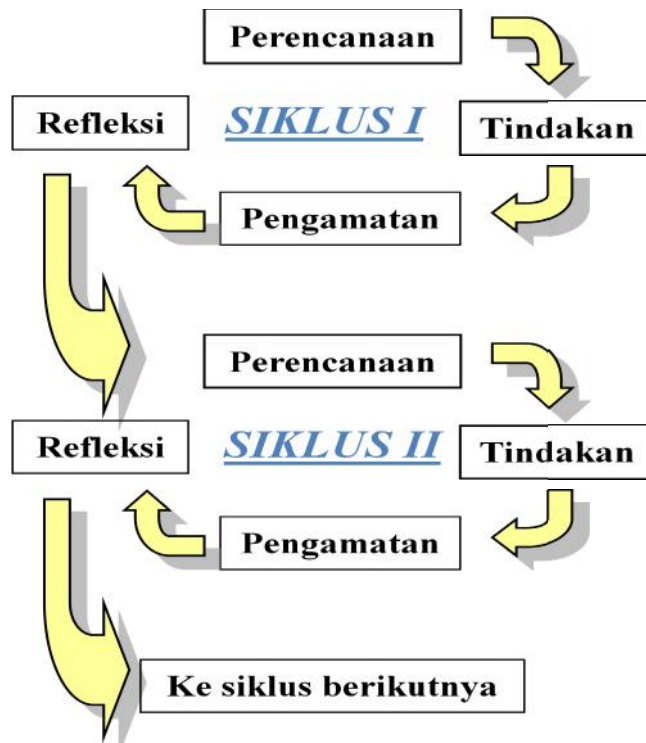 Perencanaan
Refleksi
SIKLUS I
Tindakan
Pengamatan
Perencanaan
Refleksi
SIKLUS II
Tindakan
Pengamatan
Ke siklus berikutnya